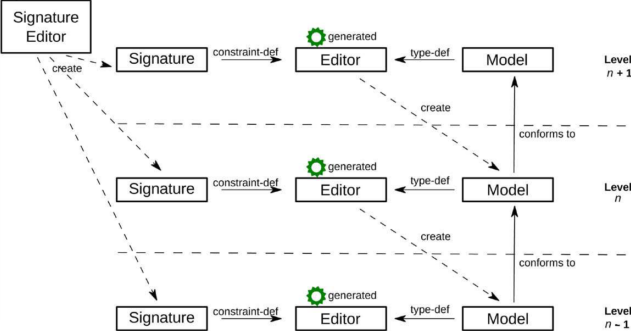 Signature
Editor
create
generated
Signature
constraint-def
Editor
type-def
Model
Level
n + 1
create
conforms to
generated
Signature
constraint-def
Editor
type-def
Model
Level
n
create
conforms to
generated
Signature
constraint-def
Editor
type-def
Model
Level
n - 1